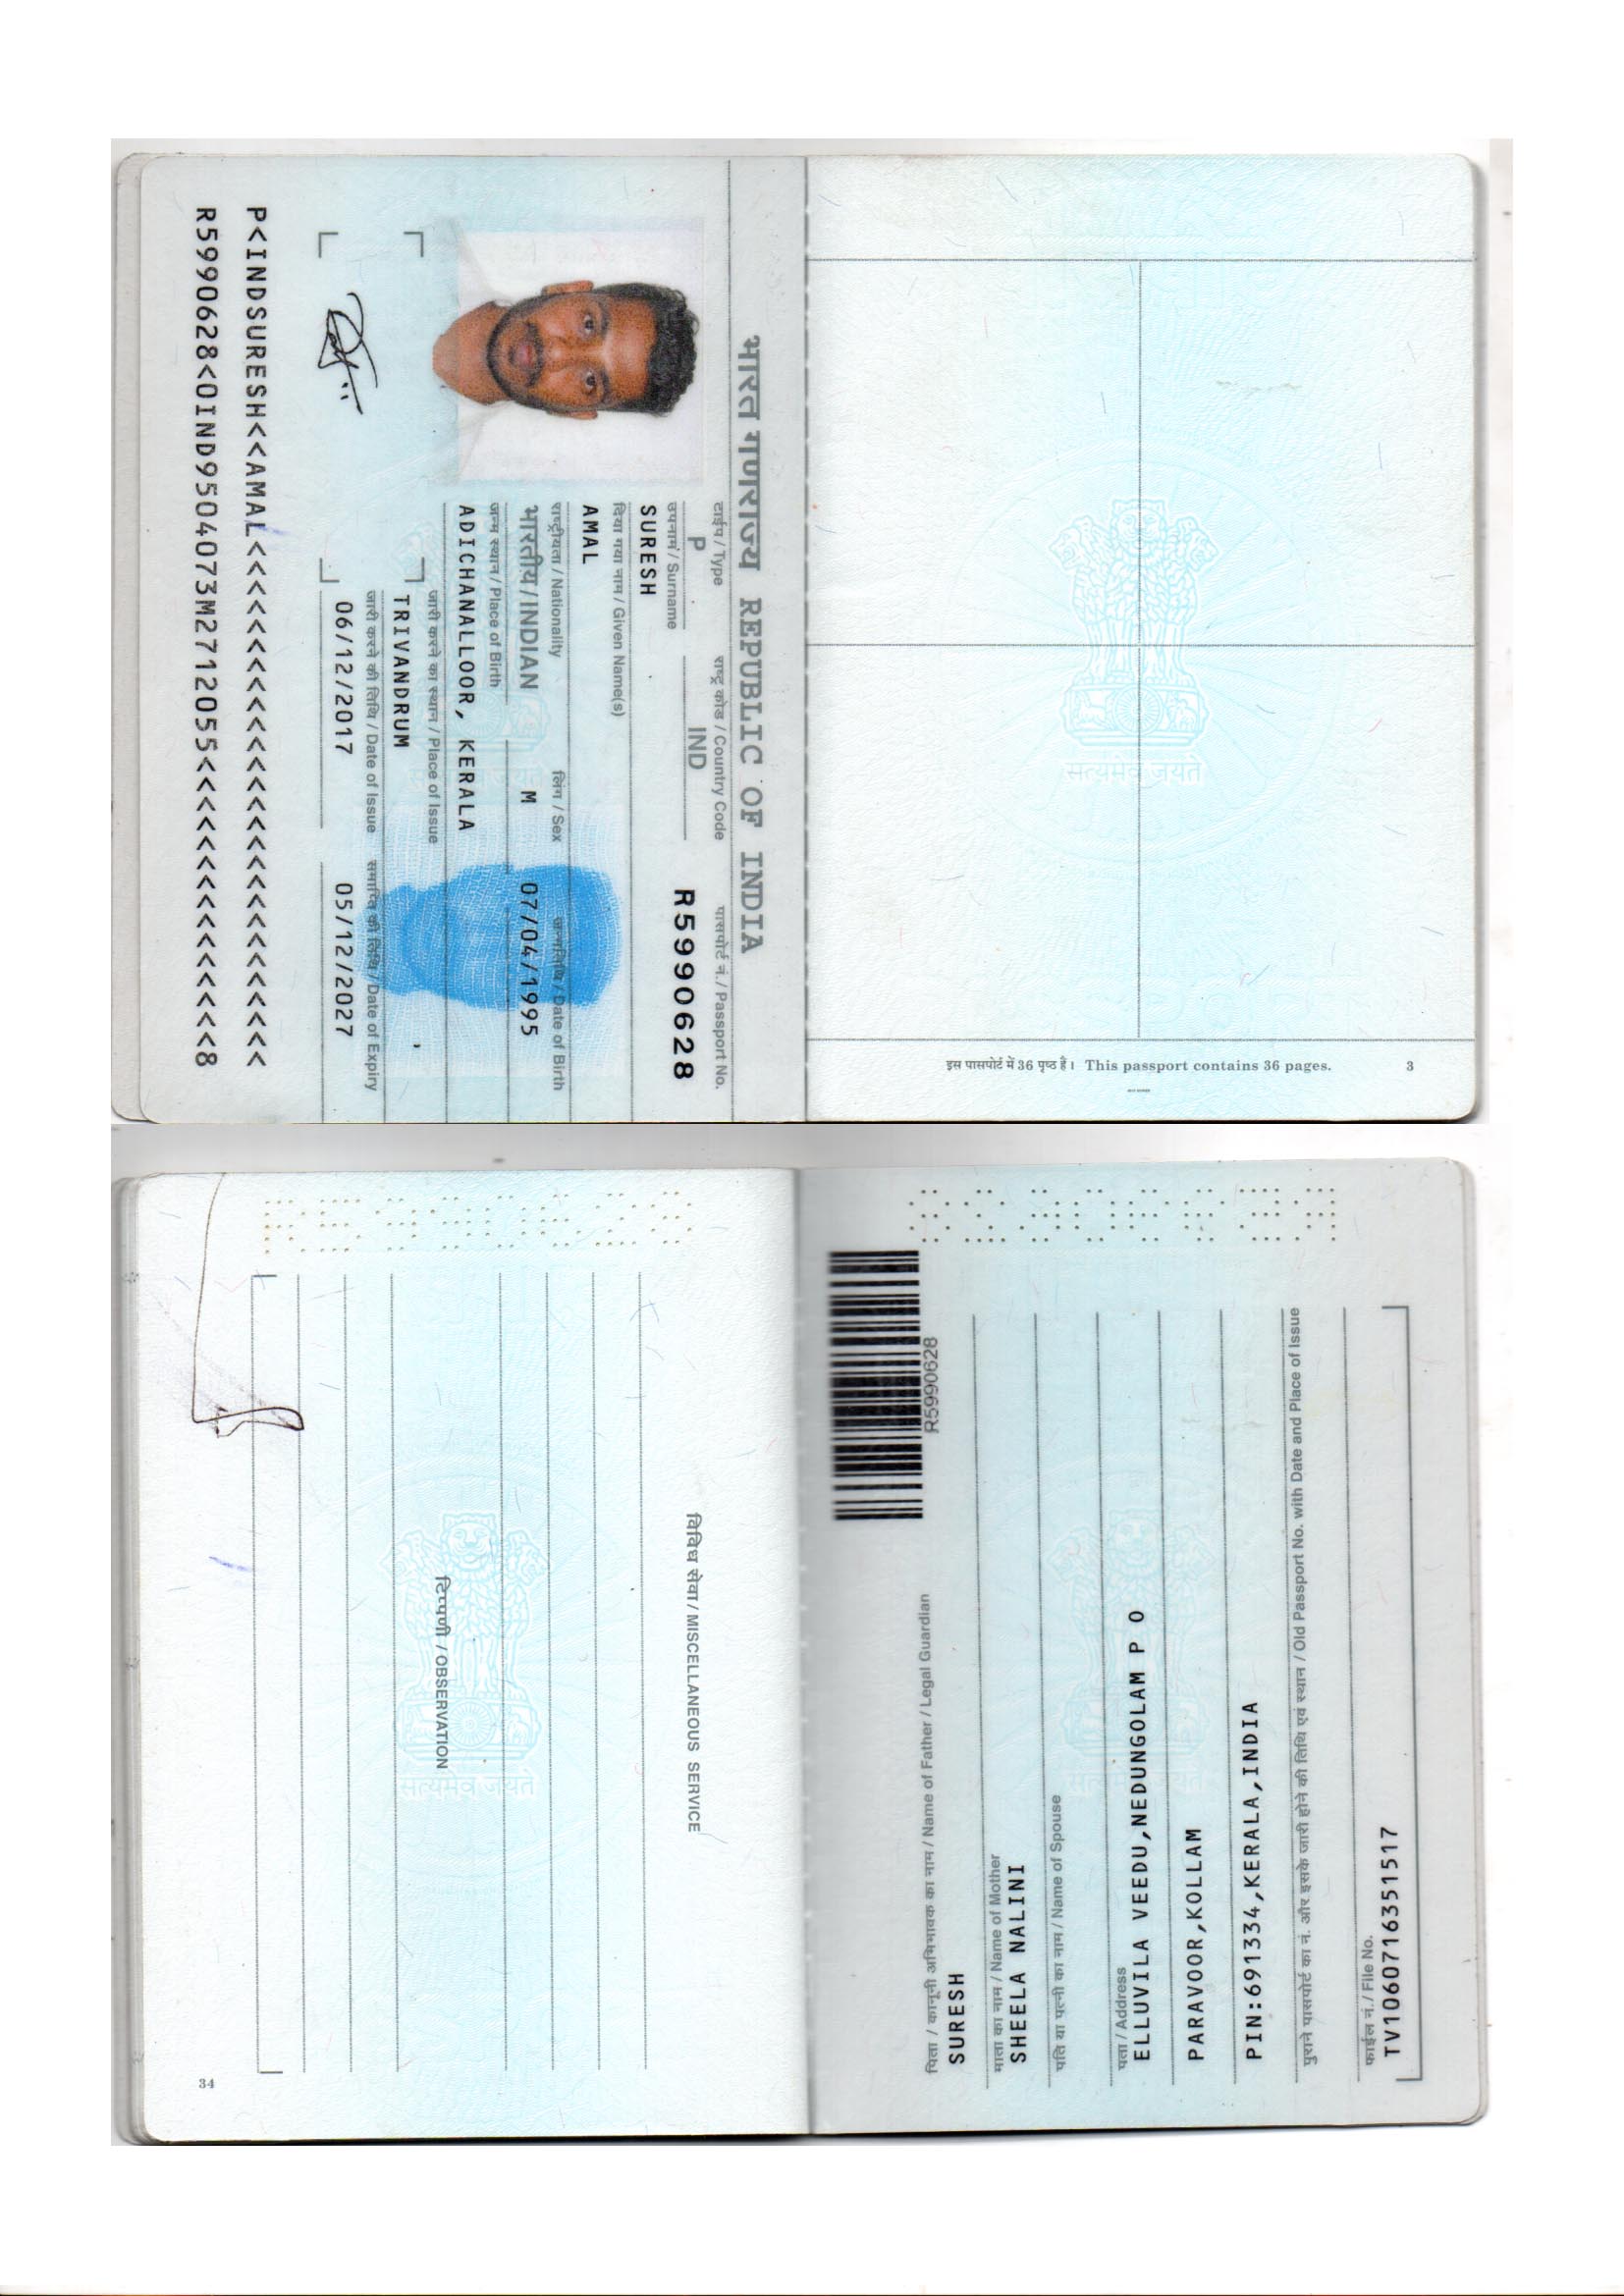 भारत गणराज्य REPUBLIC OF INDIA
टाईप / Type
राष्ट्र कोड / Country Code
पासपोर्ट नं. / Passport No.
P
IND
R5990628
उपनाम / Surname
SURESH
दिया गया नाम / Given Name(s)
AMAL
राष्ट्रीयता / Nationality
लिंग / Sex
जन्मतिथि / Date of Birth
भारतीय / INDIAN
M
07/04/1995
जन्म स्थान / Place of Birth
ADICHANALLOOR, KERALA
जारी करने का स्थान / Place of Issue
TRIVANDRUM
जारी करने की तिथि / Date of Issue
समाप्ति की तिथि / Date of Expiry
06/12/2017
05/12/2027
P<INDSURESH<<AMAL<<<<<<<<<<<<<<<<<<<<<<<<<<<
R5990628<0IND9504073M2712055<<<<<<<<<<<<<<<8
सत्यमेव जयते
इस पासपोर्ट में 36 पृष्ठ है। This passport contains 36 pages.
3
विविध सेवा / MISCELLANEOUS SERVICE
टिप्पणी / OBSERVATION
सत्यमेव जयते
34
R5990628
R5990628
पिता / कानूनी अभिभावक का नाम / Name of Father / Legal Guardian
SURESH
माता का नाम / Name of Mother
SHEELA NALINI
पति या पत्नी का नाम / Name of Spouse
पता / Address
ELLUVILA VEEDU,NEDUNGOLAM P O
PARAVOOR,KOLLAM
PIN:691334,KERALA,INDIA
पुराने पासपोर्ट का नं. और इसके जारी होने की तिथि एवं स्थान / Old Passport No. with Date and Place of Issue
फाईल नं. / File No.
TV1060716351517